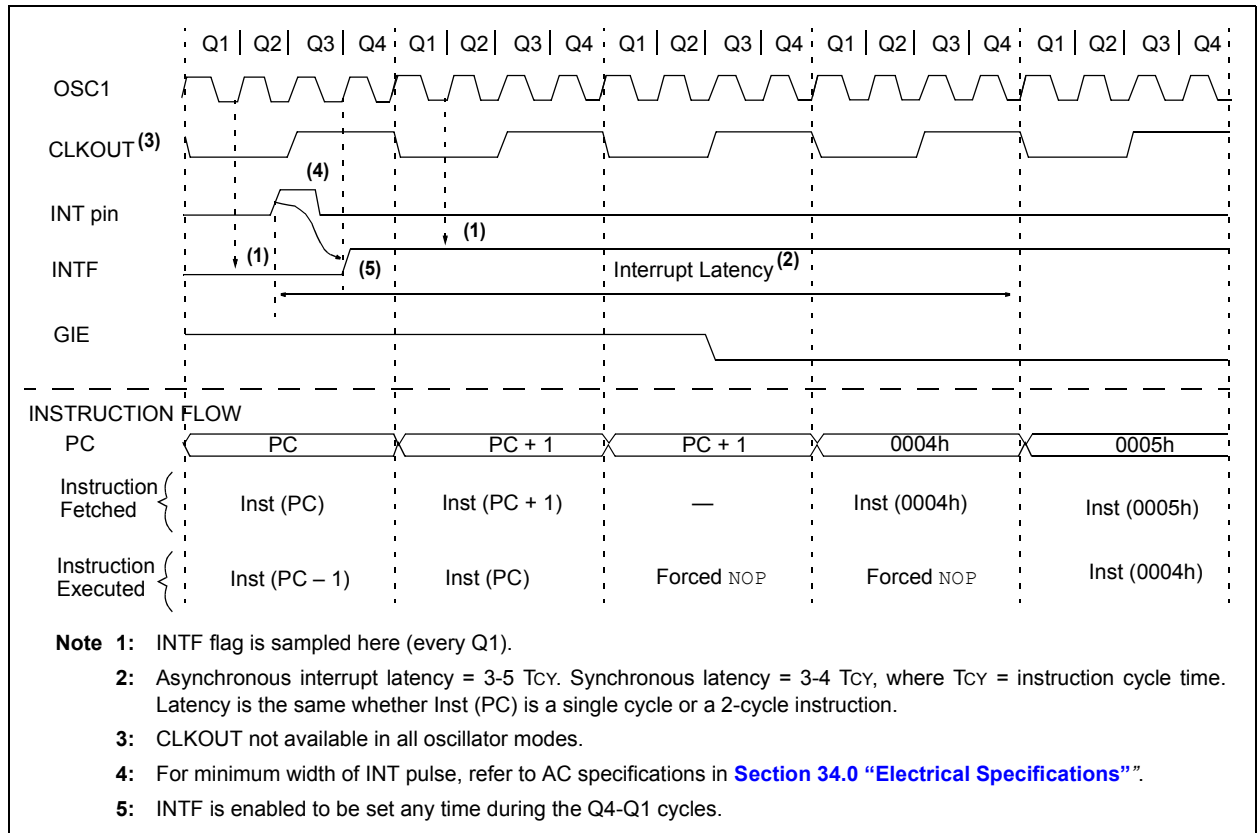 Q1 Q2 Q3 Q4 Q1 Q2 Q3 Q4 Q1 Q2 Q3 Q4 Q1 Q2 Q3 Q4 Q1 Q2 Q3 Q4
OSC1
CLKOUT (3)
(4)
INT pin
(1)
(1)
INTF
(5)
Interrupt Latency (2)
GIE
INSTRUCTION FLOW
PC PC PC + 1 PC + 1 0004h 0005h
Instruction
Fetched
Inst (PC) Inst (PC + 1) — Inst (0004h) Inst (0005h)
Instruction
Executed
Inst (PC – 1) Inst (PC) Forced NOP Forced NOP Inst (0004h)
Note 1: INTF flag is sampled here (every Q1).
2: Asynchronous interrupt latency = 3-5 TCY. Synchronous latency = 3-4 TCY, where TCY = instruction cycle time.
Latency is the same whether Inst (PC) is a single cycle or a 2-cycle instruction.
3: CLKOUT not available in all oscillator modes.
4: For minimum width of INT pulse, refer to AC specifications in Section 34.0 “Electrical Specifications””.
5: INTF is enabled to be set any time during the Q4-Q1 cycles.